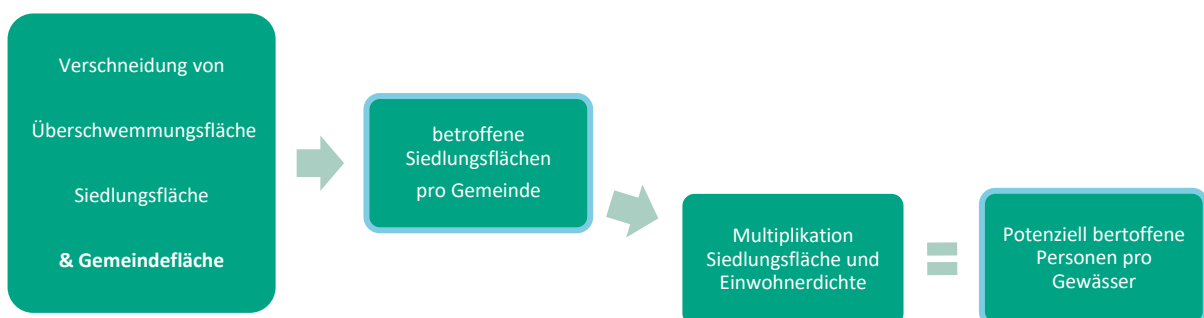 Verschneidung von
Überschwemmungsfläche
Siedlungsfläche
& Gemeindefläche
betroffene
Siedlungsflächen
pro Gemeinde
Multiplikation
Siedlungsfläche und
Einwohnerdichte
Potenziell bertoffene
Personen pro
Gewässer